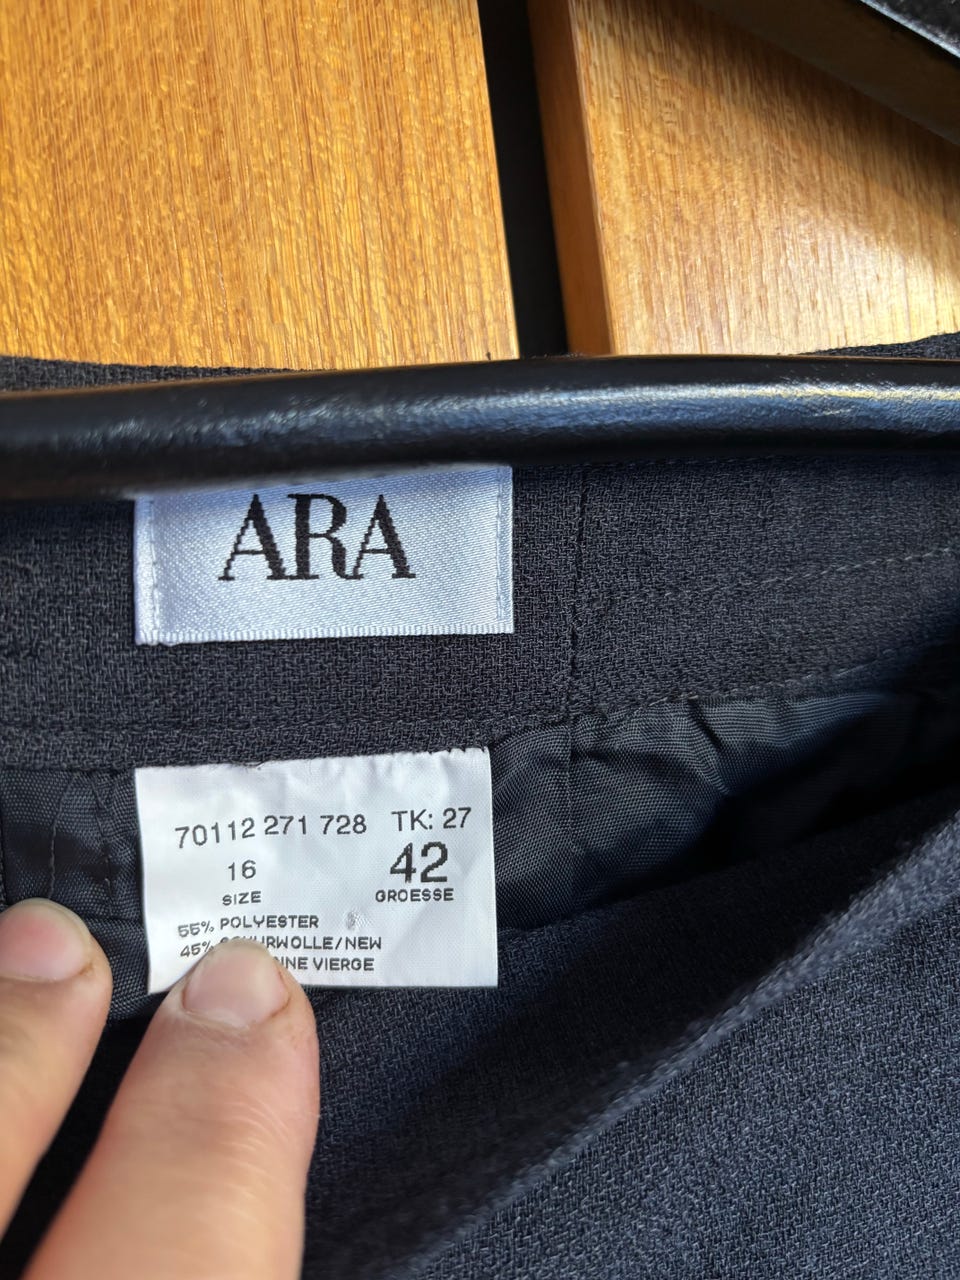 ARA
70112 271 728 TK: 27
16 42
SIZE GROESSE
55% POLYESTER
45% /NEW
VIERGE